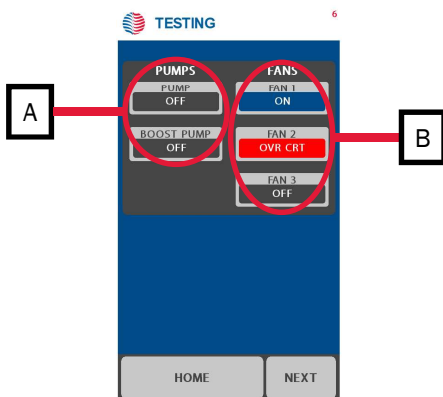 TESTING
6
PUMPS
FANS
PUMP
OFF
FAN 1
ON
A
BOOST PUMP
OFF
FAN 2
OVR CRT
B
FAN 3
OFF
HOME
NEXT